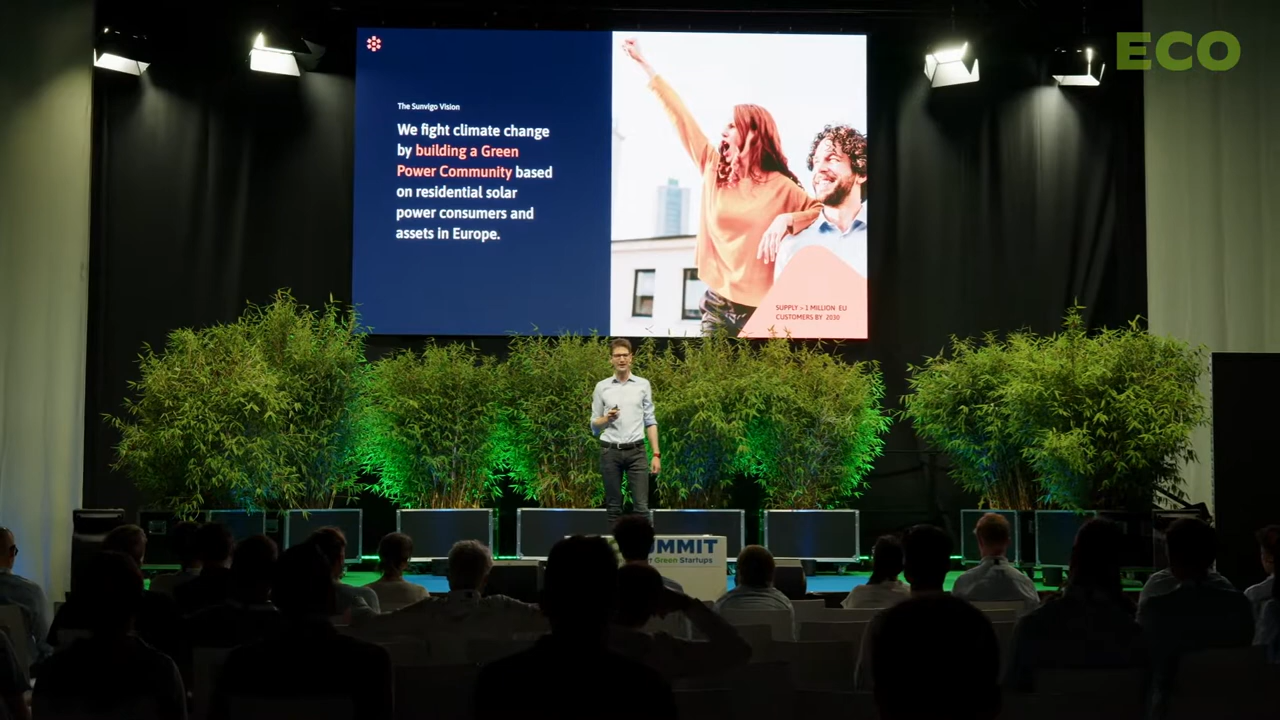 ECO
The Sunvigo Vision
We fight climate change
by building a Green
Power Community based
on residential solar
power consumers and
assets in Europe.
SUPPLY > 1 MILLION EU
CUSTOMERS BY 2030
Green Startups